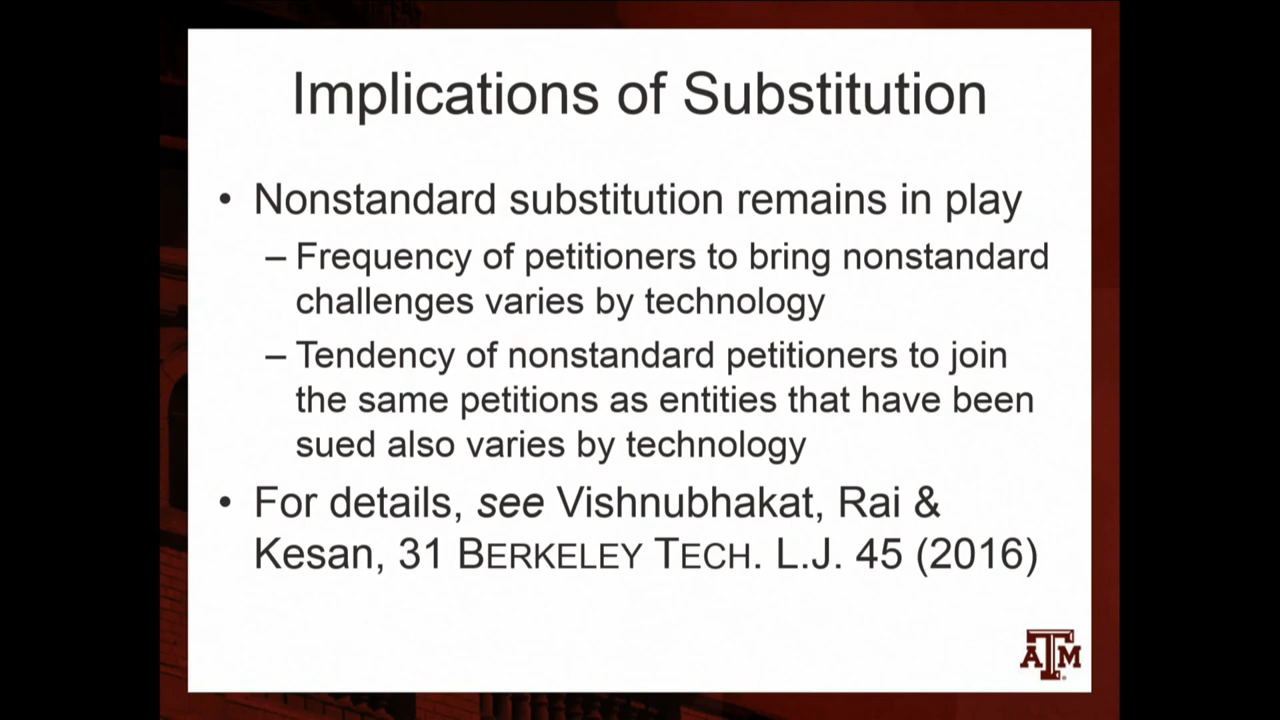 Implications of Substitution
• Nonstandard substitution remains in play
– Frequency of petitioners to bring nonstandard
challenges varies by technology
– Tendency of nonstandard petitioners to join
the same petitions as entities that have been
sued also varies by technology
• For details, see Vishnubhakat, Rai &
Kesan, 31 BERKELEY TECH. L.J. 45 (2016)
ATM